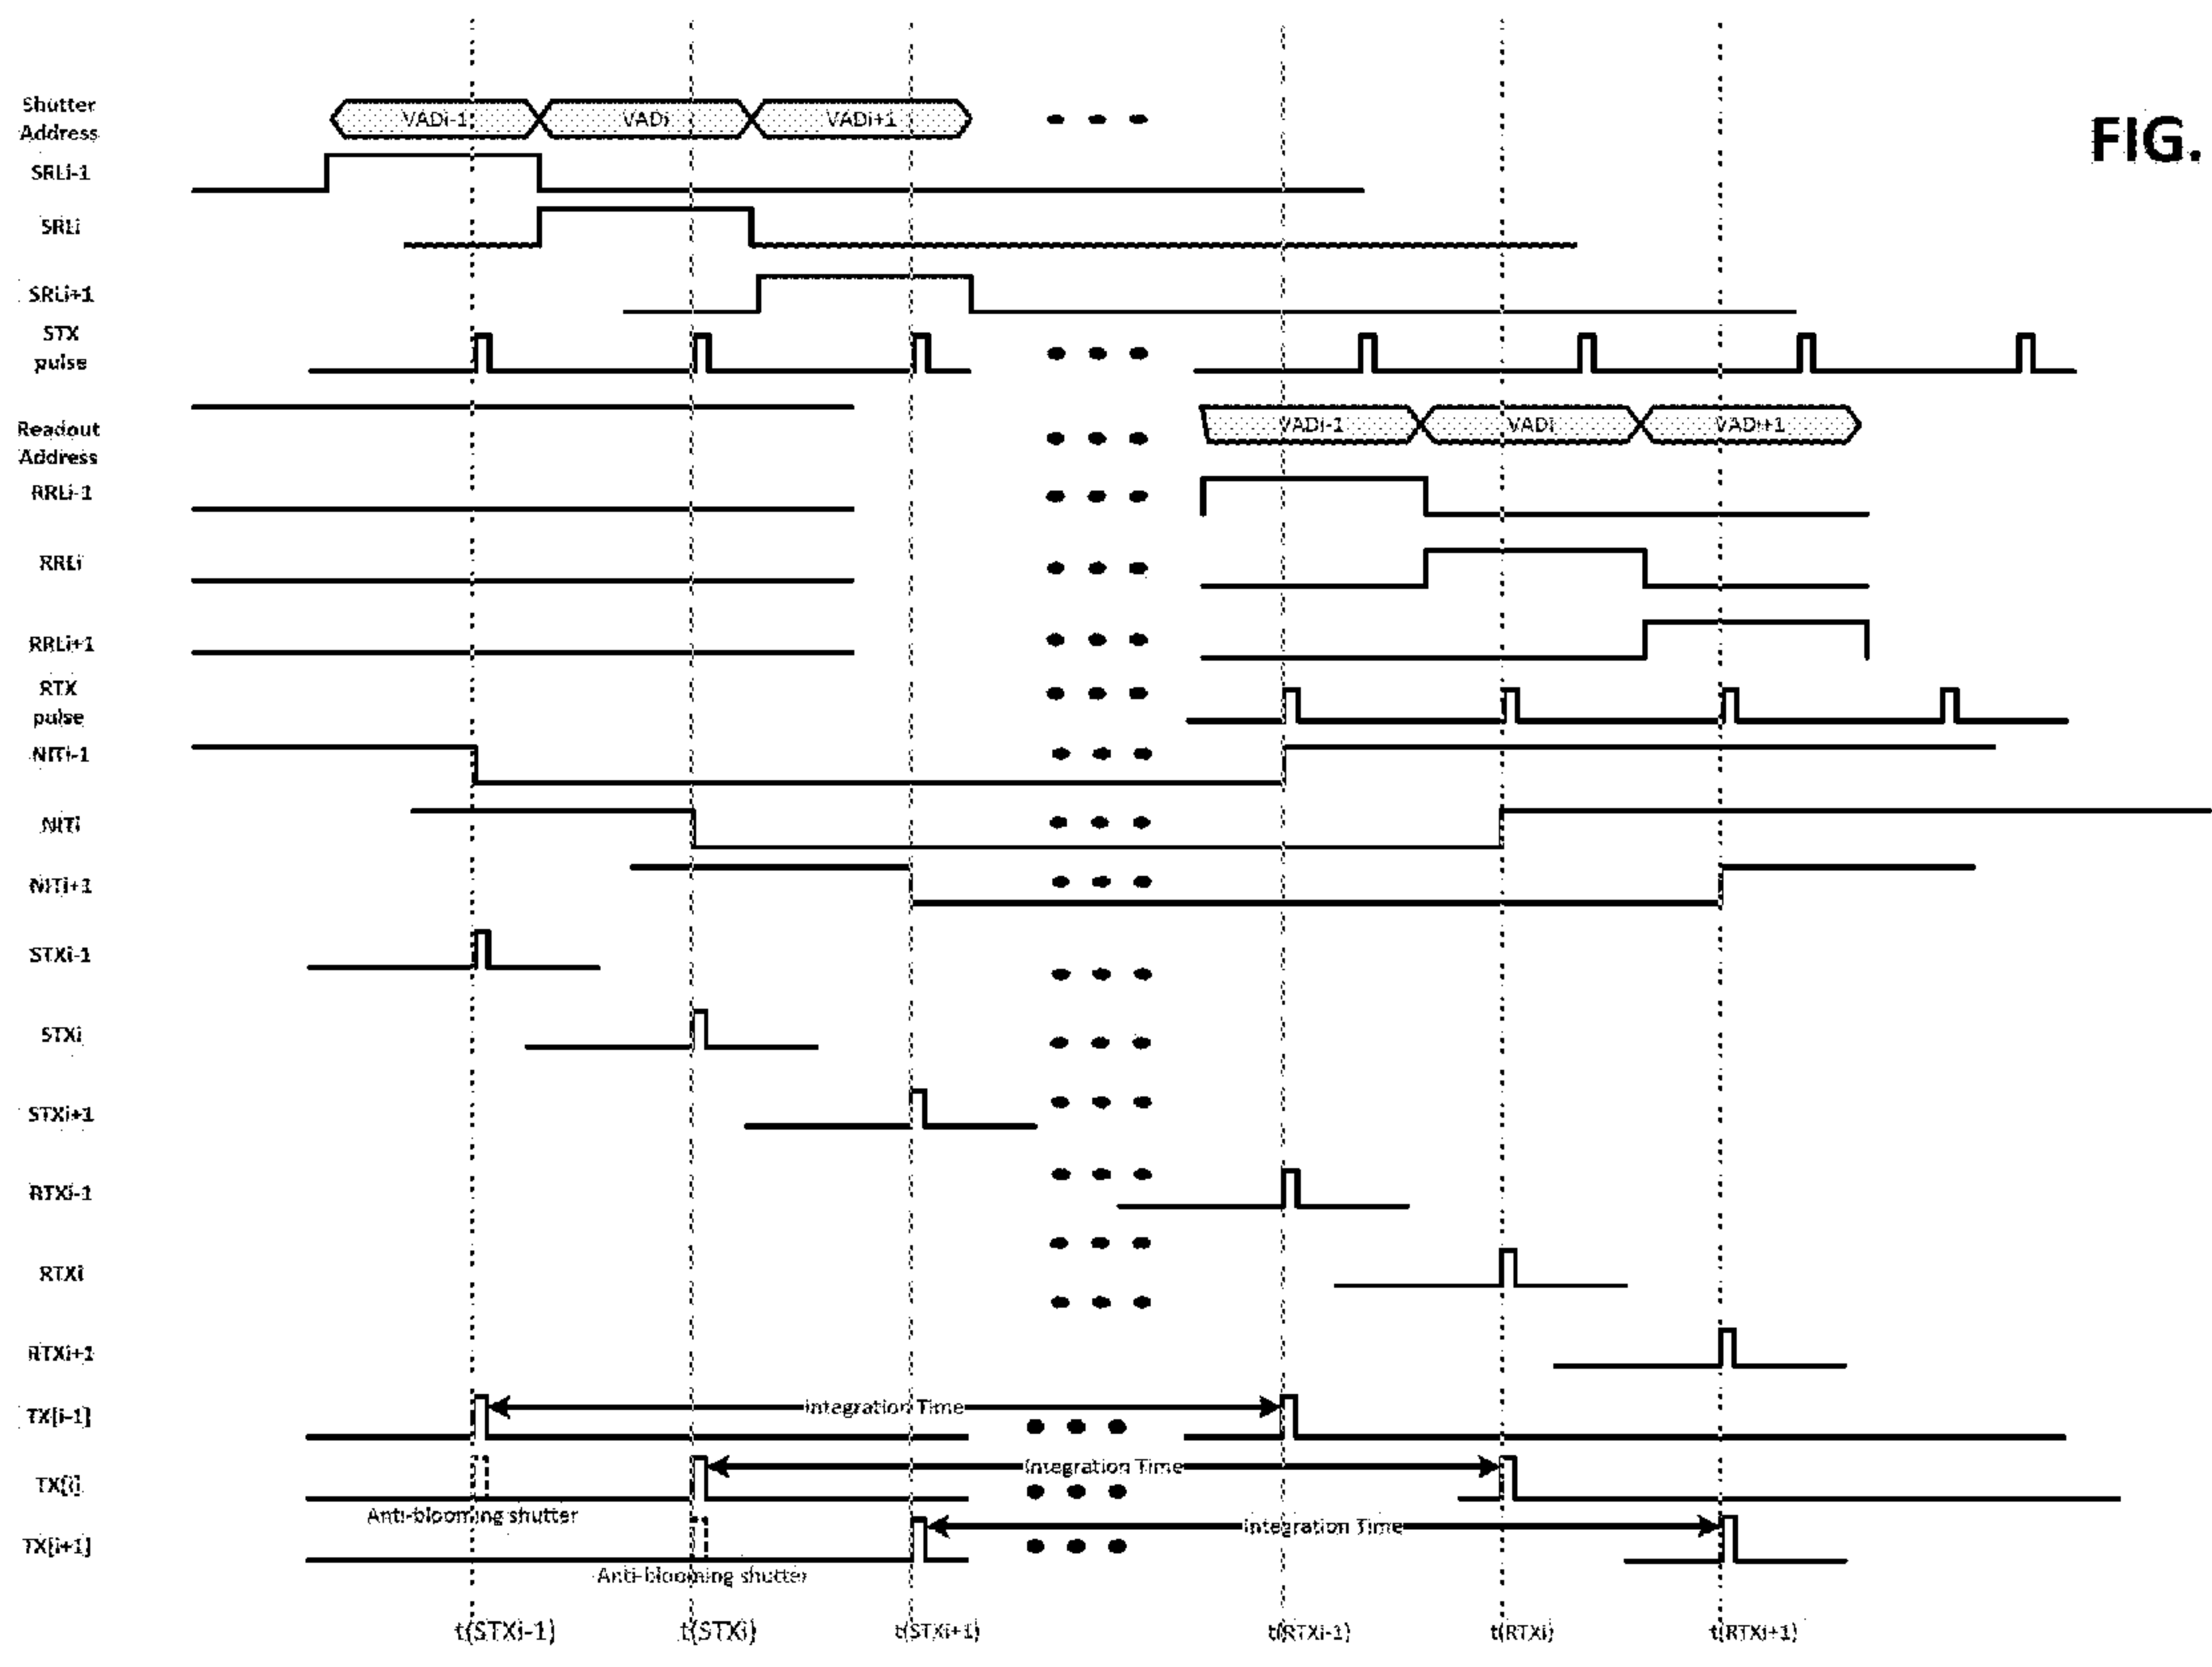 FIG.
Shutter
Address
VADi-1
VADi
VADi+1
SRLi-1
SRLi
SRLi+1
STX
pulse
Readout
Address
VADi-1
VADi
VADi+1
RRLi-1
RRLi
RRLi+1
RTX
pulse
NITi-1
NITi
NITi+1
STXi-1
STXi
STXi+1
RTXi-1
RTXi
RTXi+1
TX[i-1]
Integration Time
TX[i]
Integration Time
Anti-blooming shutter
TX[i+1]
Integration Time
Anti-blooming shutter
t(STXi-1)
t(STXi)
t(STXi+1)
t(RTXi-1)
t(RTXi)
t(RTXi+1)